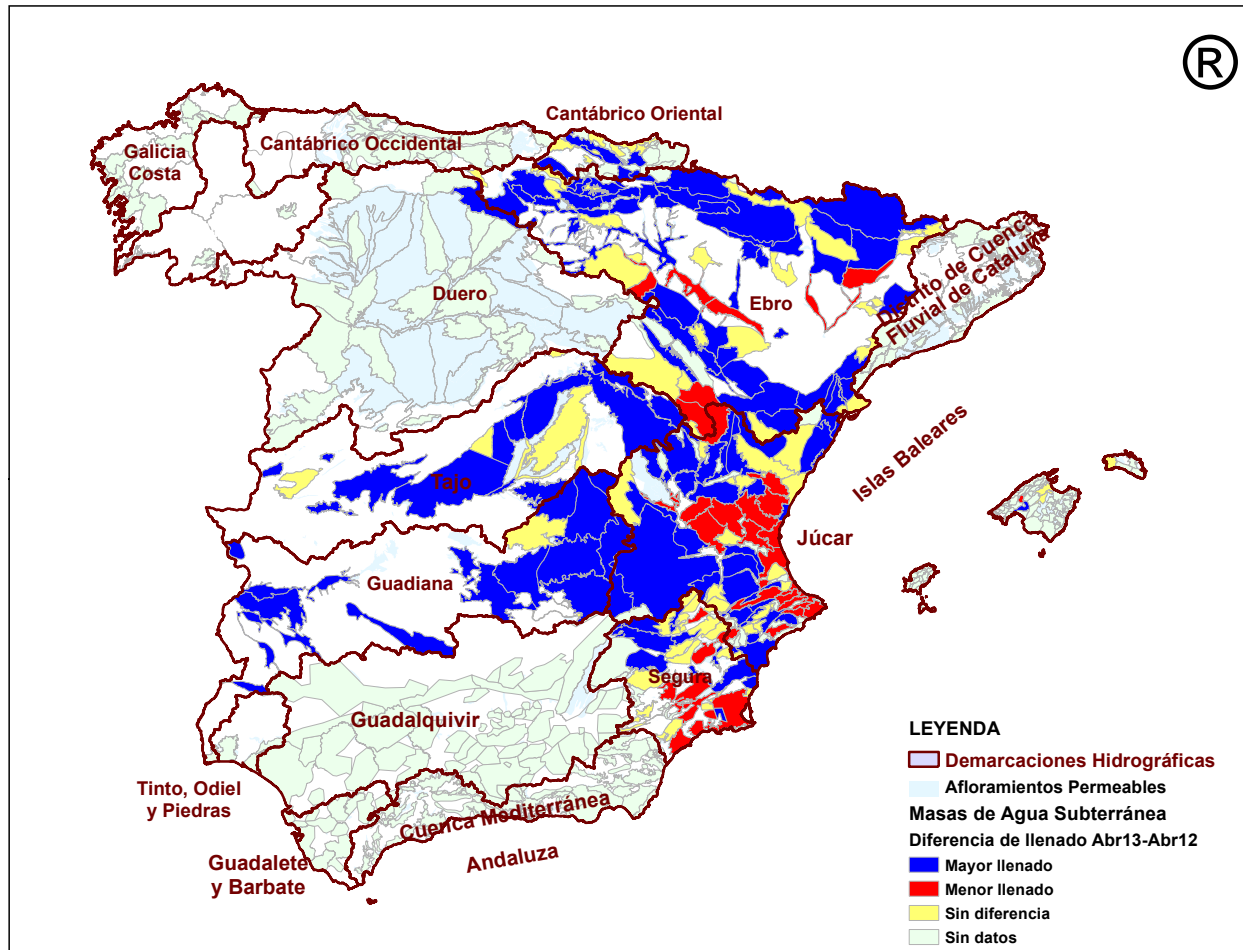 ®
Cantábrico Oriental
Cantábrico Occidental
Galicia
Costa
Distrito de Cuenca
Fluvial de Cataluña
Duero
Ebro
Islas Baleares
Tajo
Júcar
Guadiana
Segura
Guadalquivir
Tinto, Odiel
y Piedras
Cuenca Mediterránea
Andaluza
Guadalete
y Barbate
LEYENDA
Demarcaciones Hidrográficas
Afloramientos Permeables
Masas de Agua Subterránea
Diferencia de llenado Abr13-Abr12
Mayor llenado
Menor llenado
Sin diferencia
Sin datos